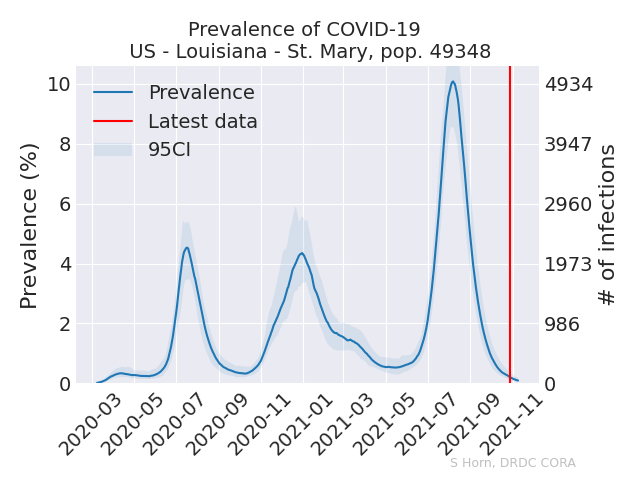 Prevalence of COVID-19
US - Louisiana - St. Mary, pop. 49348
Prevalence (%)
10
8
6
4
2
0
Prevalence
Latest data
95CI
4934
3947
2960
1973
986
0
# of infections
2020-03
2020-05
2020-07
2020-09
2020-11
2021-01
2021-03
2021-05
2021-07
2021-09
2021-11
S Horn, DRDC CORA